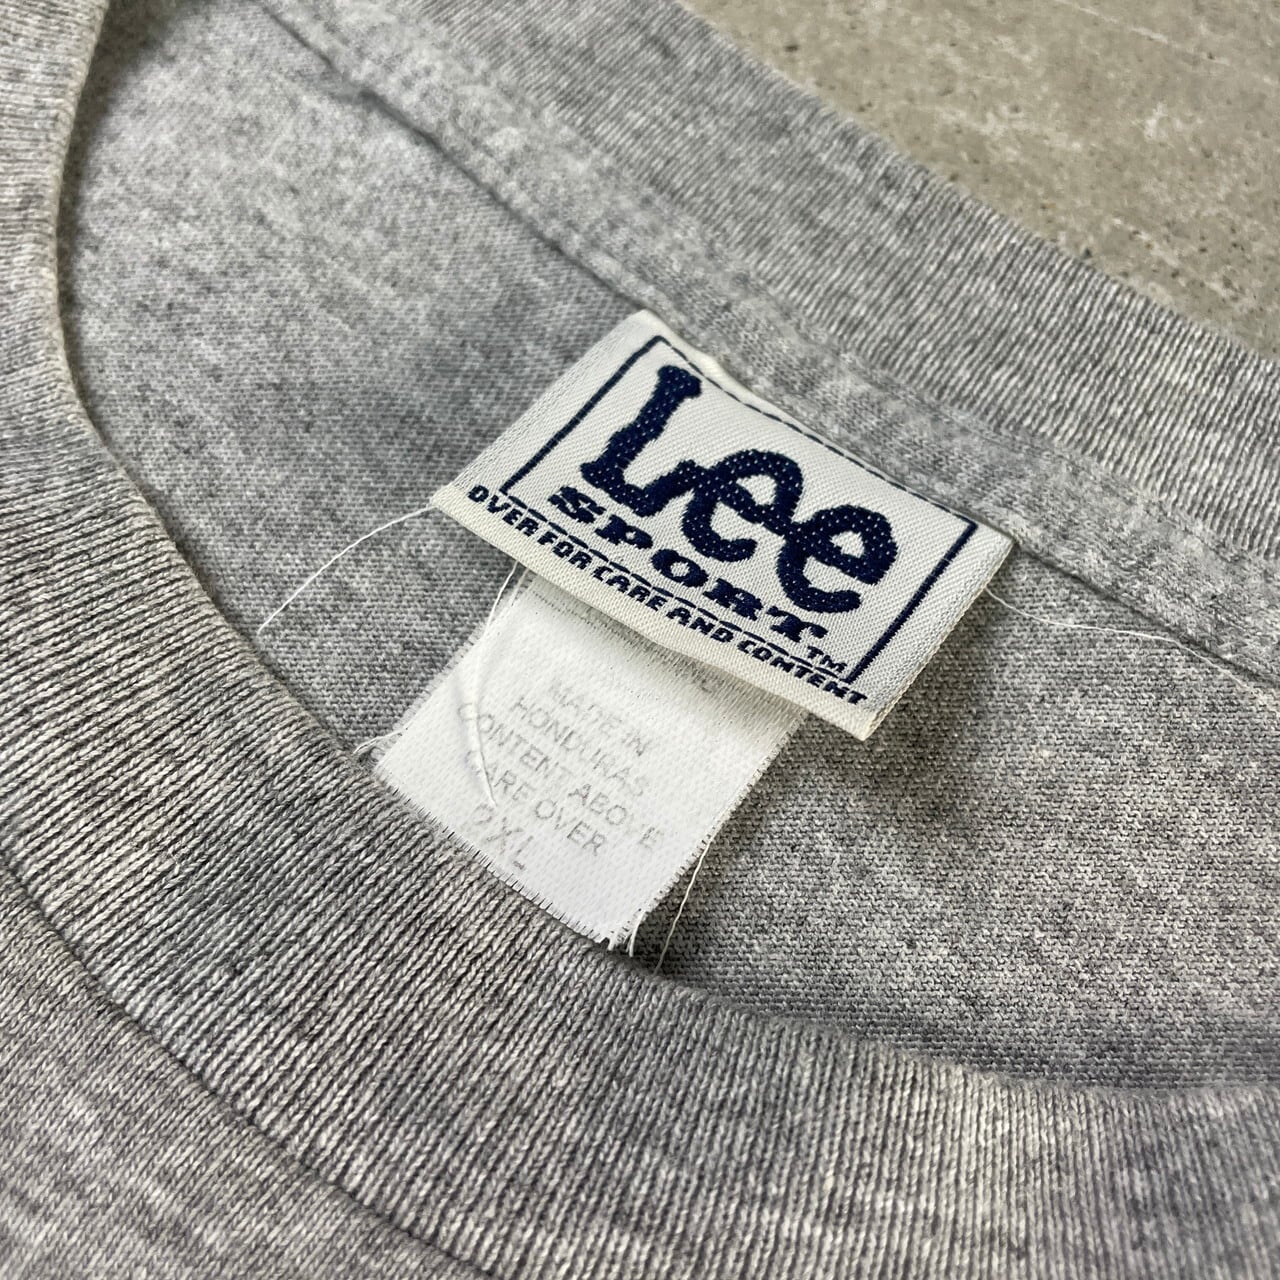 Lee
SPORT™
OVER FOR CARE AND CONTENT
MADE IN
HONDURAS
CONTENT ABOVE
CARE OVER
2XL